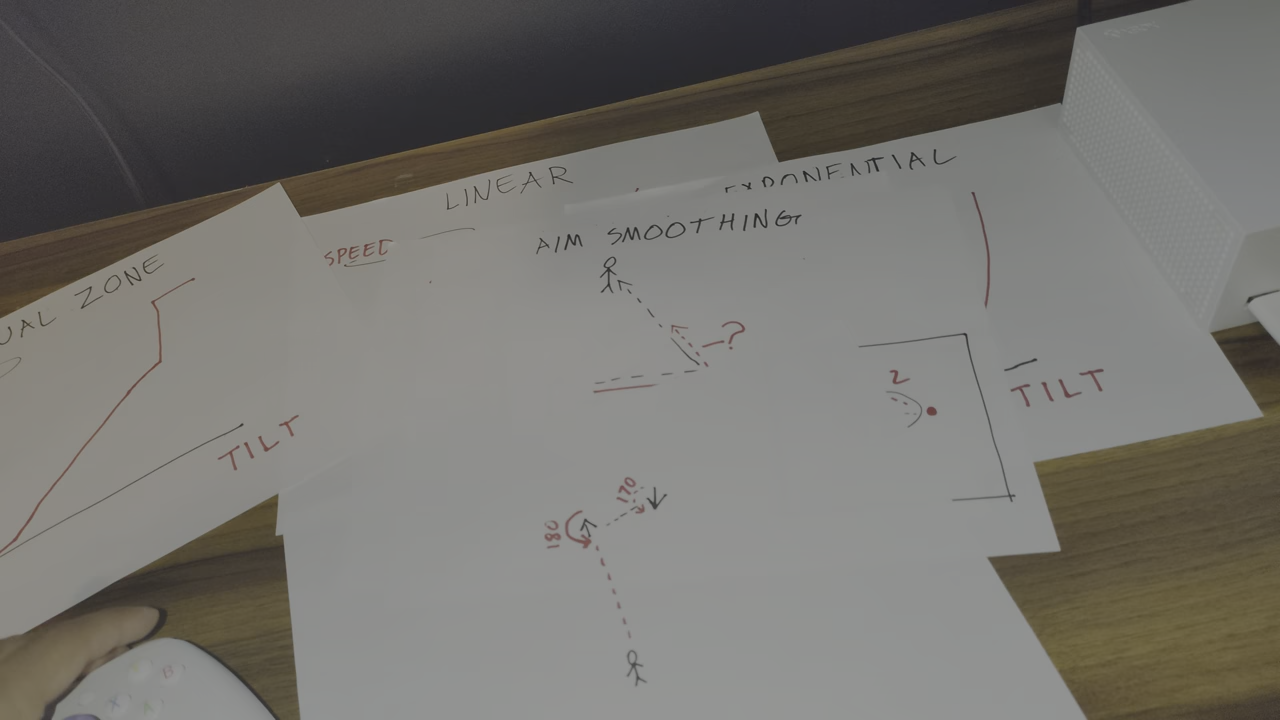 LINEAR
EXPONENTIAL
UAL ZONE
SPEED
AIM SMOOTHING
?
2
TILT
TILT
170
180
B
X
A